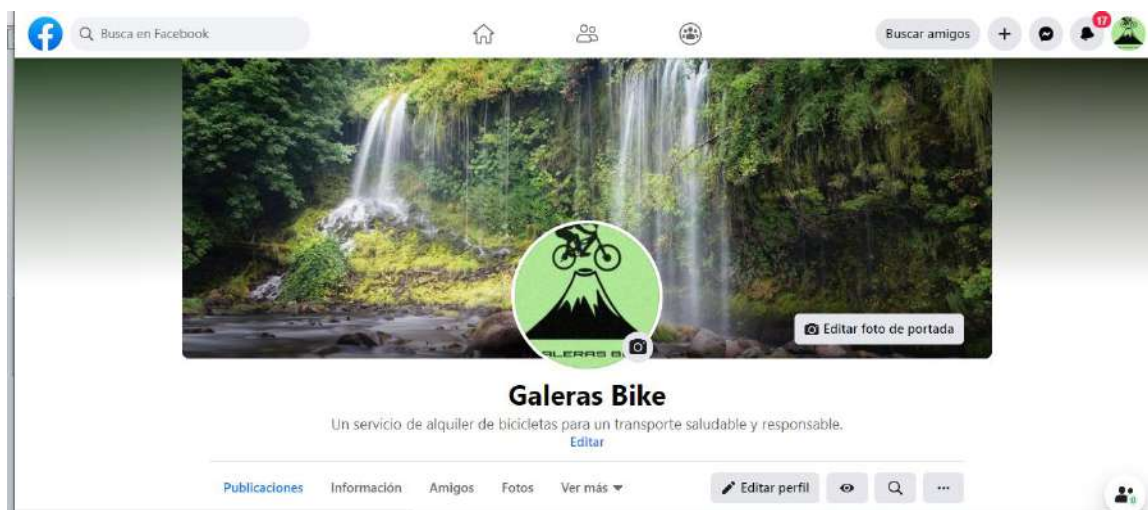 Busca en Facebook
Buscar amigos
17
Editar foto de portada
Galeras Bike
Un servicio de alquiler de bicicletas para un transporte saludable y responsable.
Editar
Publicaciones Información Amigos Fotos Ver más Editar perfil